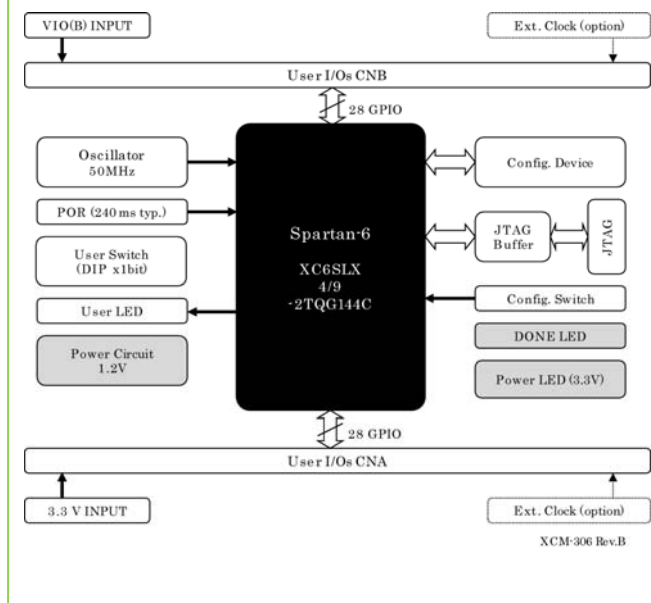 VIO(B) INPUT
Ext. Clock (option)
User I/Os CNB
28 GPIO
Oscillator
50MHz
Config. Device
POR (240 ms typ.)
Spartan-6
XC6SLX
4/9
-2TQG144C
JTAG
Buffer
JTAG
User Switch
(DIP x1bit)
User LED
Config. Switch
Power Circuit
1.2V
DONE LED
Power LED (3.3V)
28 GPIO
User I/Os CNA
3.3 V INPUT
Ext. Clock (option)
XCM-306 Rev.B